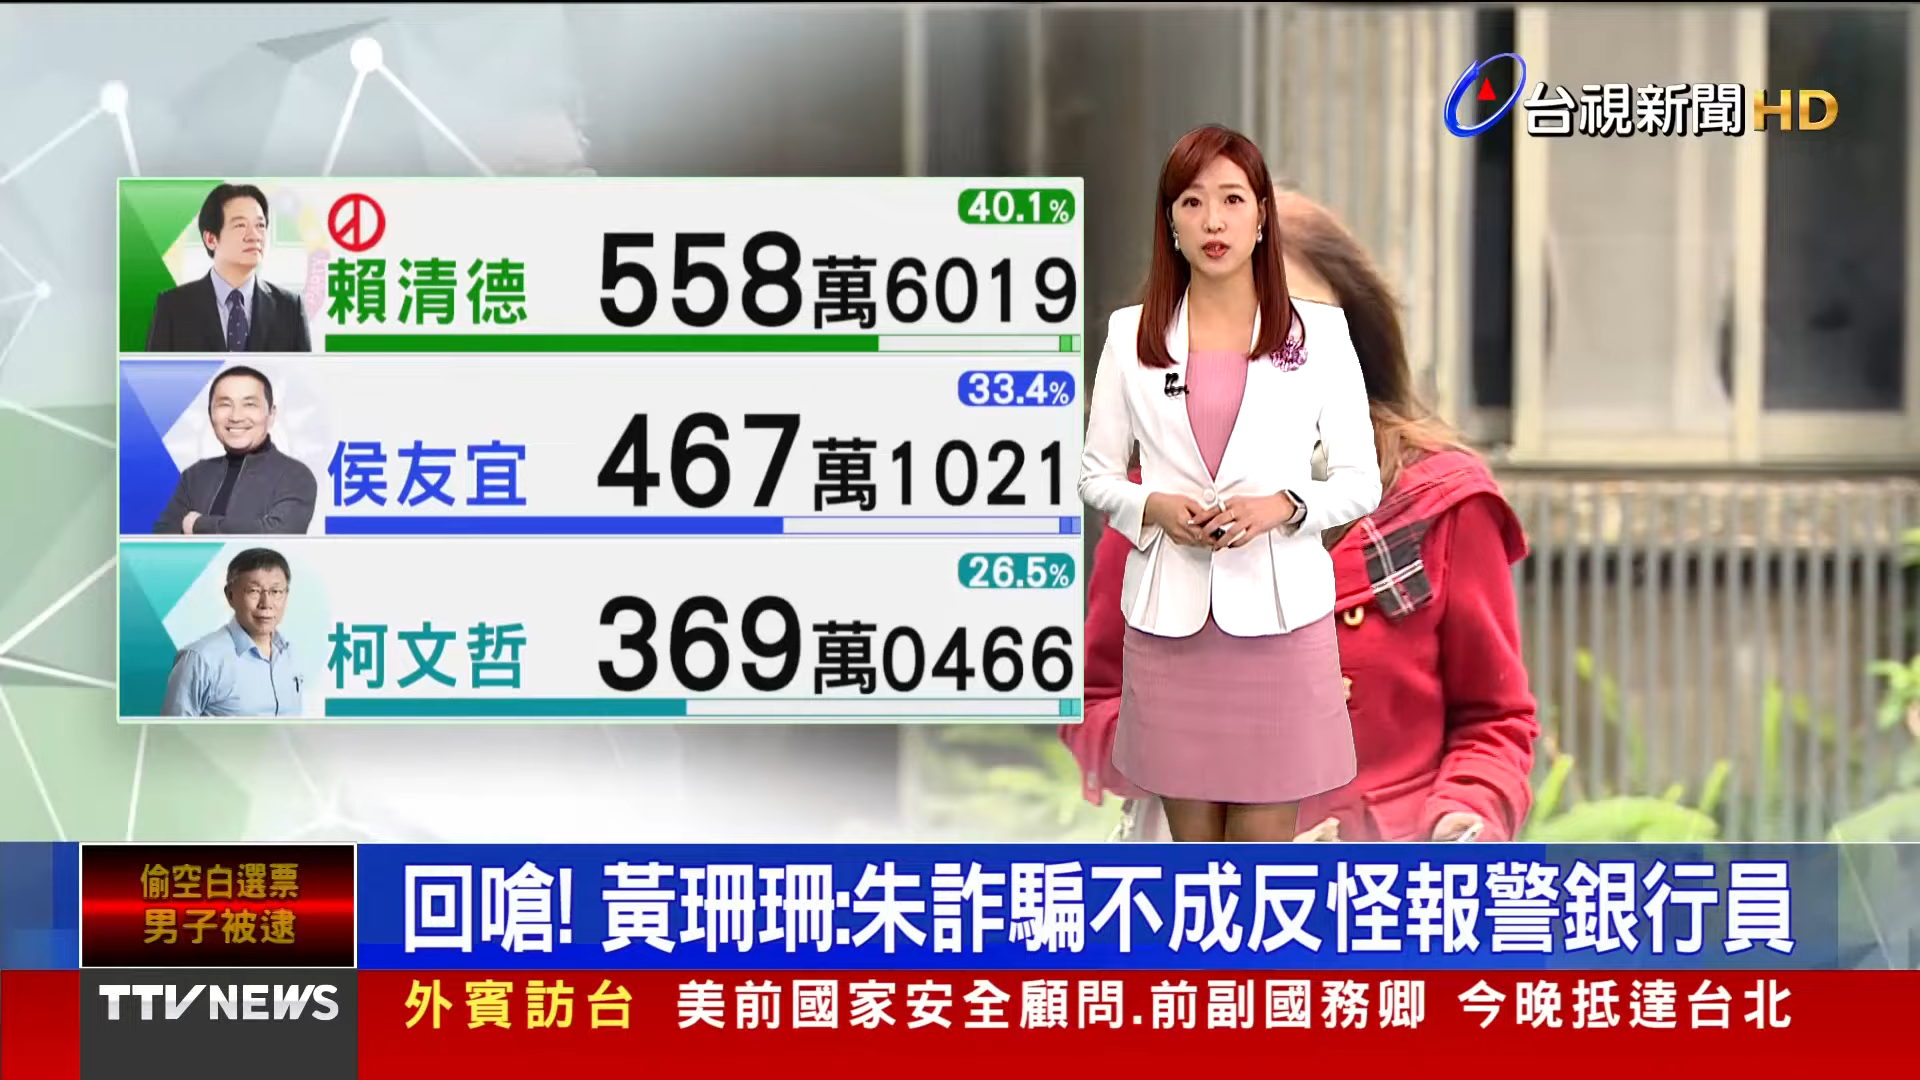 台視新聞HD
40.1%
賴清德 558萬6019
33.4%
侯友宜 467萬1021
26.5%
柯文哲 369萬0466
偷空白選票
男子被逮
回嗆! 黃珊珊:朱詐騙不成反怪報警銀行員
TTV NEWS
外賓訪台 美前國家安全顧問.前副國務卿 今晚抵達台北